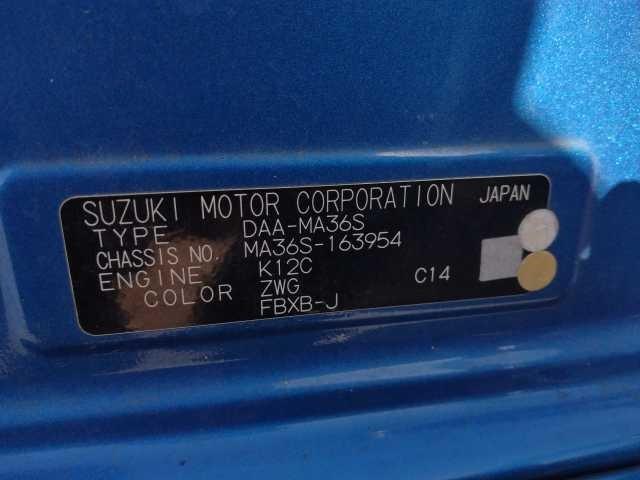 SUZUKI MOTOR CORPORATION JAPAN
TYPE DAA-MA36S
CHASSIS NO. MA36S-163954
ENGINE K12C C14
COLOR ZWG
FBXB-J